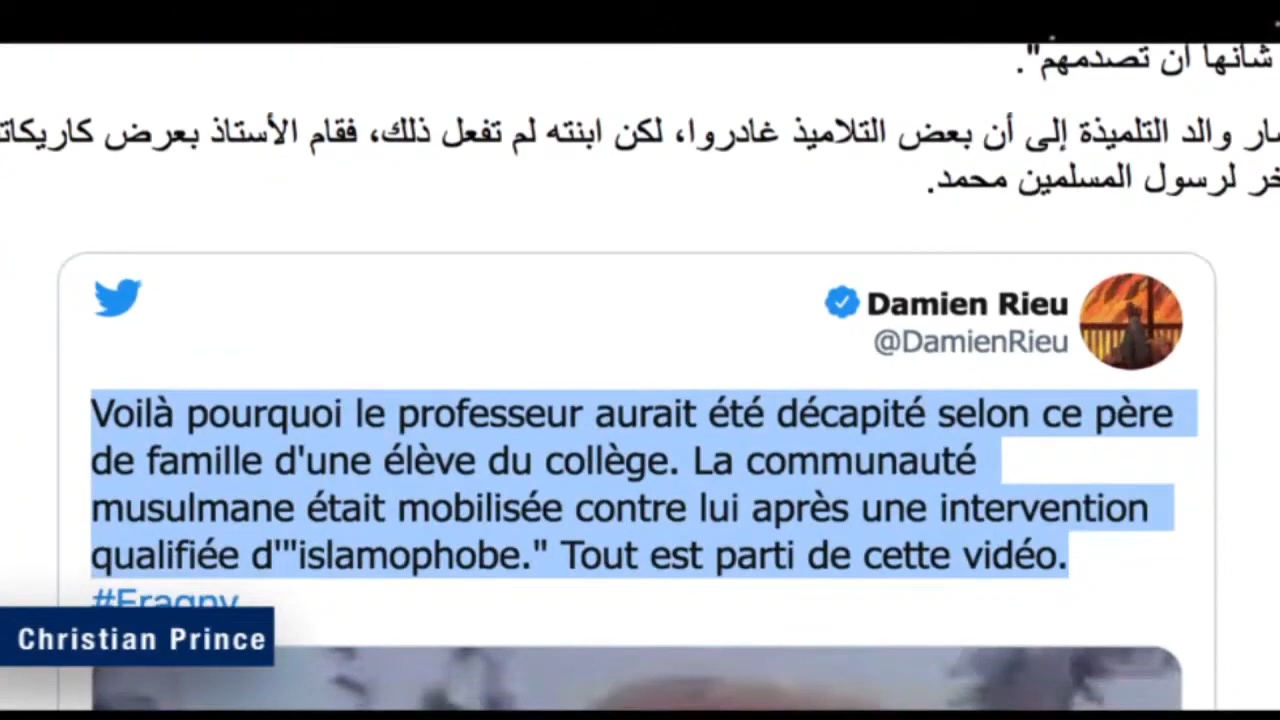 شأنها أن تصدمهم".
والد التلميذة إلى أن بعض التلاميذ غادروا، لكن ابنته لم تفعل ذلك، فقام الأستاذ بعرض
لرسول المسلمين محمد.
Damien Rieu
@DamienRieu
Voilà pourquoi le professeur aurait été décapité selon ce père
de famille d'une élève du collège. La communauté
musulmane était mobilisée contre lui après une intervention
qualifiée d'"islamophobe." Tout est parti de cette vidéo.
#Eragny
Christian Prince